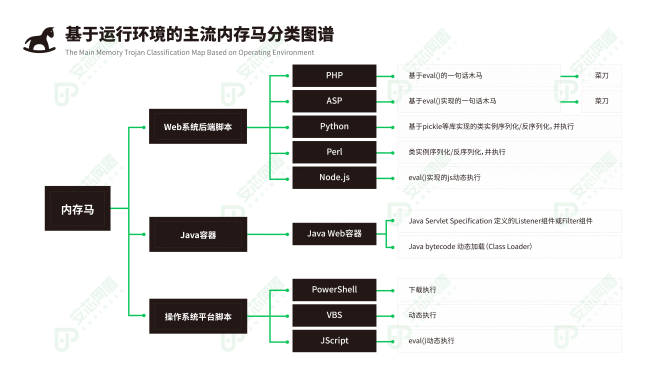 基于运行环境的主流内存马分类图谱
The Main Memory Trojan Classification Map Based on Operating Environment
内存马
Web系统后端脚本
PHP
基于eval()的一句话木马
菜刀
ASP
基于eval()实现的一句话木马
菜刀
Python
基于pickle等库实现的类实例序列化/反序列化,并执行
Perl
类实例序列化/反序列化,并执行
Node.js
eval()实现的js动态执行
Java容器
Java Web容器
Java Servlet Specification 定义的Listener组件或Filter组件
Java bytecode 动态加载(Class Loader)
操作系统平台脚本
PowerShell
下载执行
VBS
动态执行
JScript
eval()动态执行
安芯网盾